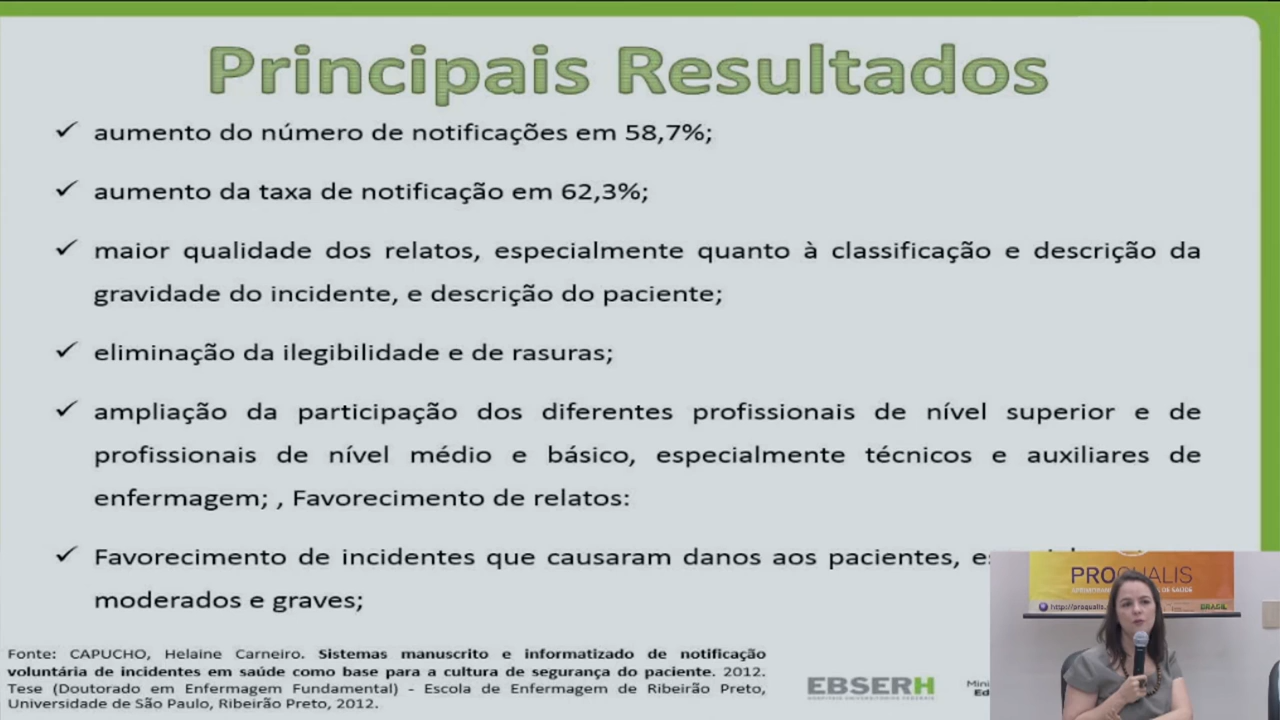 Principais Resultados
✓ aumento do número de notificações em 58,7%;
✓ aumento da taxa de notificação em 62,3%;
✓ maior qualidade dos relatos, especialmente quanto à classificação e descrição da
gravidade do incidente, e descrição do paciente;
✓ eliminação da ilegibilidade e de rasuras;
✓ ampliação da participação dos diferentes profissionais de nível superior e de
profissionais de nível médio e básico, especialmente técnicos e auxiliares de
enfermagem; , Favorecimento de relatos:
✓ Favorecimento de incidentes que causaram danos aos pacientes,
moderados e graves;
Fonte: CAPUCHO, Helaine Carneiro. Sistemas manuscrito e informatizado de notificação
voluntária de incidentes em saúde como base para a cultura de segurança do paciente. 2012.
Tese (Doutorado em Enfermagem Fundamental) - Escola de Enfermagem de Ribeirão Preto,
Universidade de São Paulo, Ribeirão Preto, 2012.
EBSERH
HOSPITAIS UNIVERSITÁRIOS FEDERAIS
PROQUALIS
BRASIL